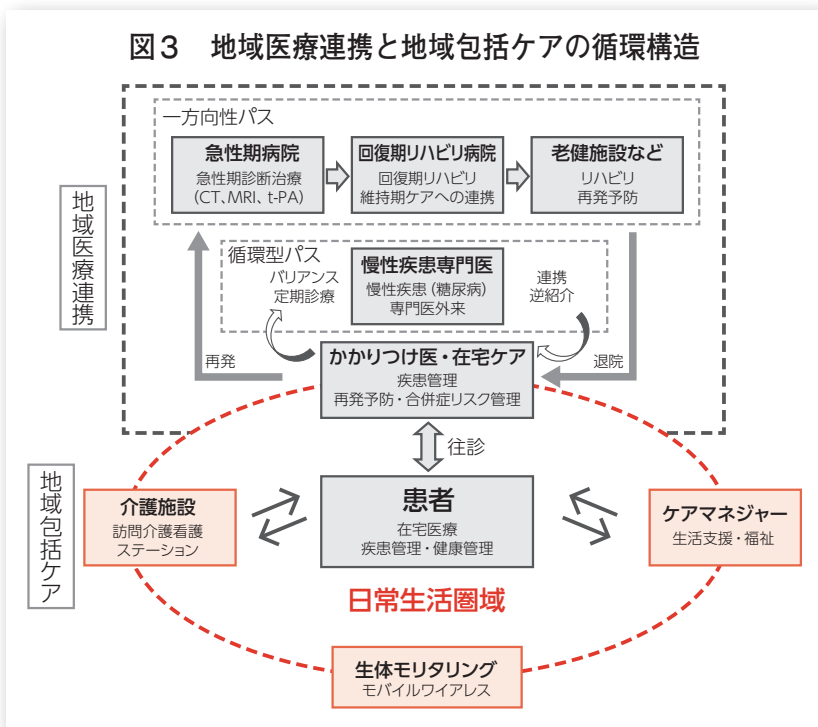 図3 地域医療連携と地域包括ケアの循環構造
一方向性パス
急性期病院
急性期診断治療
(CT、MRI、t-PA)
回復期リハビリ病院
回復期リハビリ
維持期ケアへの連携
老健施設など
リハビリ
再発予防
地域医療連携
循環型パス
バリアンス
定期診療
慢性疾患専門医
慢性疾患(糖尿病)
専門医外来
連携
逆紹介
再発
かかりつけ医・在宅ケア
疾患管理
再発予防・合併症リスク管理
退院
往診
地域包括ケア
介護施設
訪問介護看護
ステーション
患者
在宅医療
疾患管理・健康管理
ケアマネジャー
生活支援・福祉
日常生活圏域
生体モリタリング
モバイルワイアレス